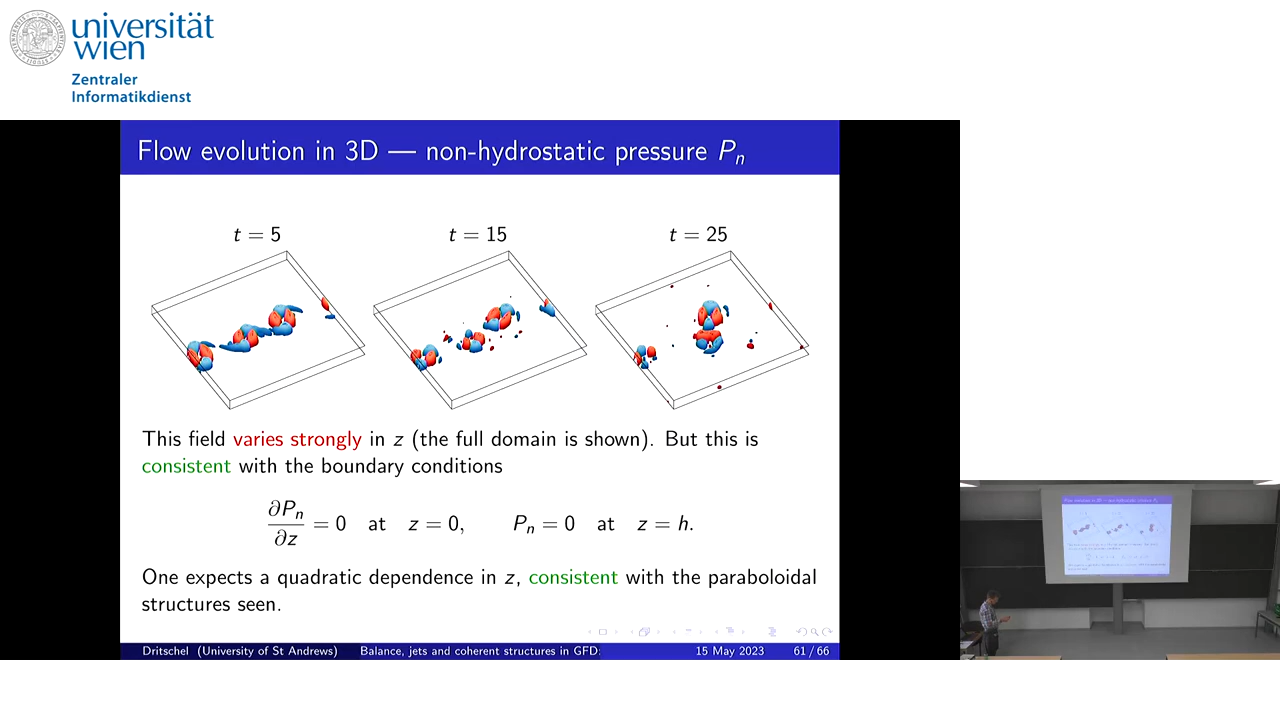 universität
wien
Zentraler
Informatikdienst
Flow evolution in 3D — non-hydrostatic pressure Pₙ
t = 5 t = 15 t = 25
This field varies strongly in z (the full domain is shown). But this is
consistent with the boundary conditions
∂Pₙ/∂z = 0 at z = 0, Pₙ = 0 at z = h.
One expects a quadratic dependence in z, consistent with the paraboloidal
structures seen.
Dritschel (University of St Andrews) Balance, jets and coherent structures in GFD: 15 May 2023 61 / 66